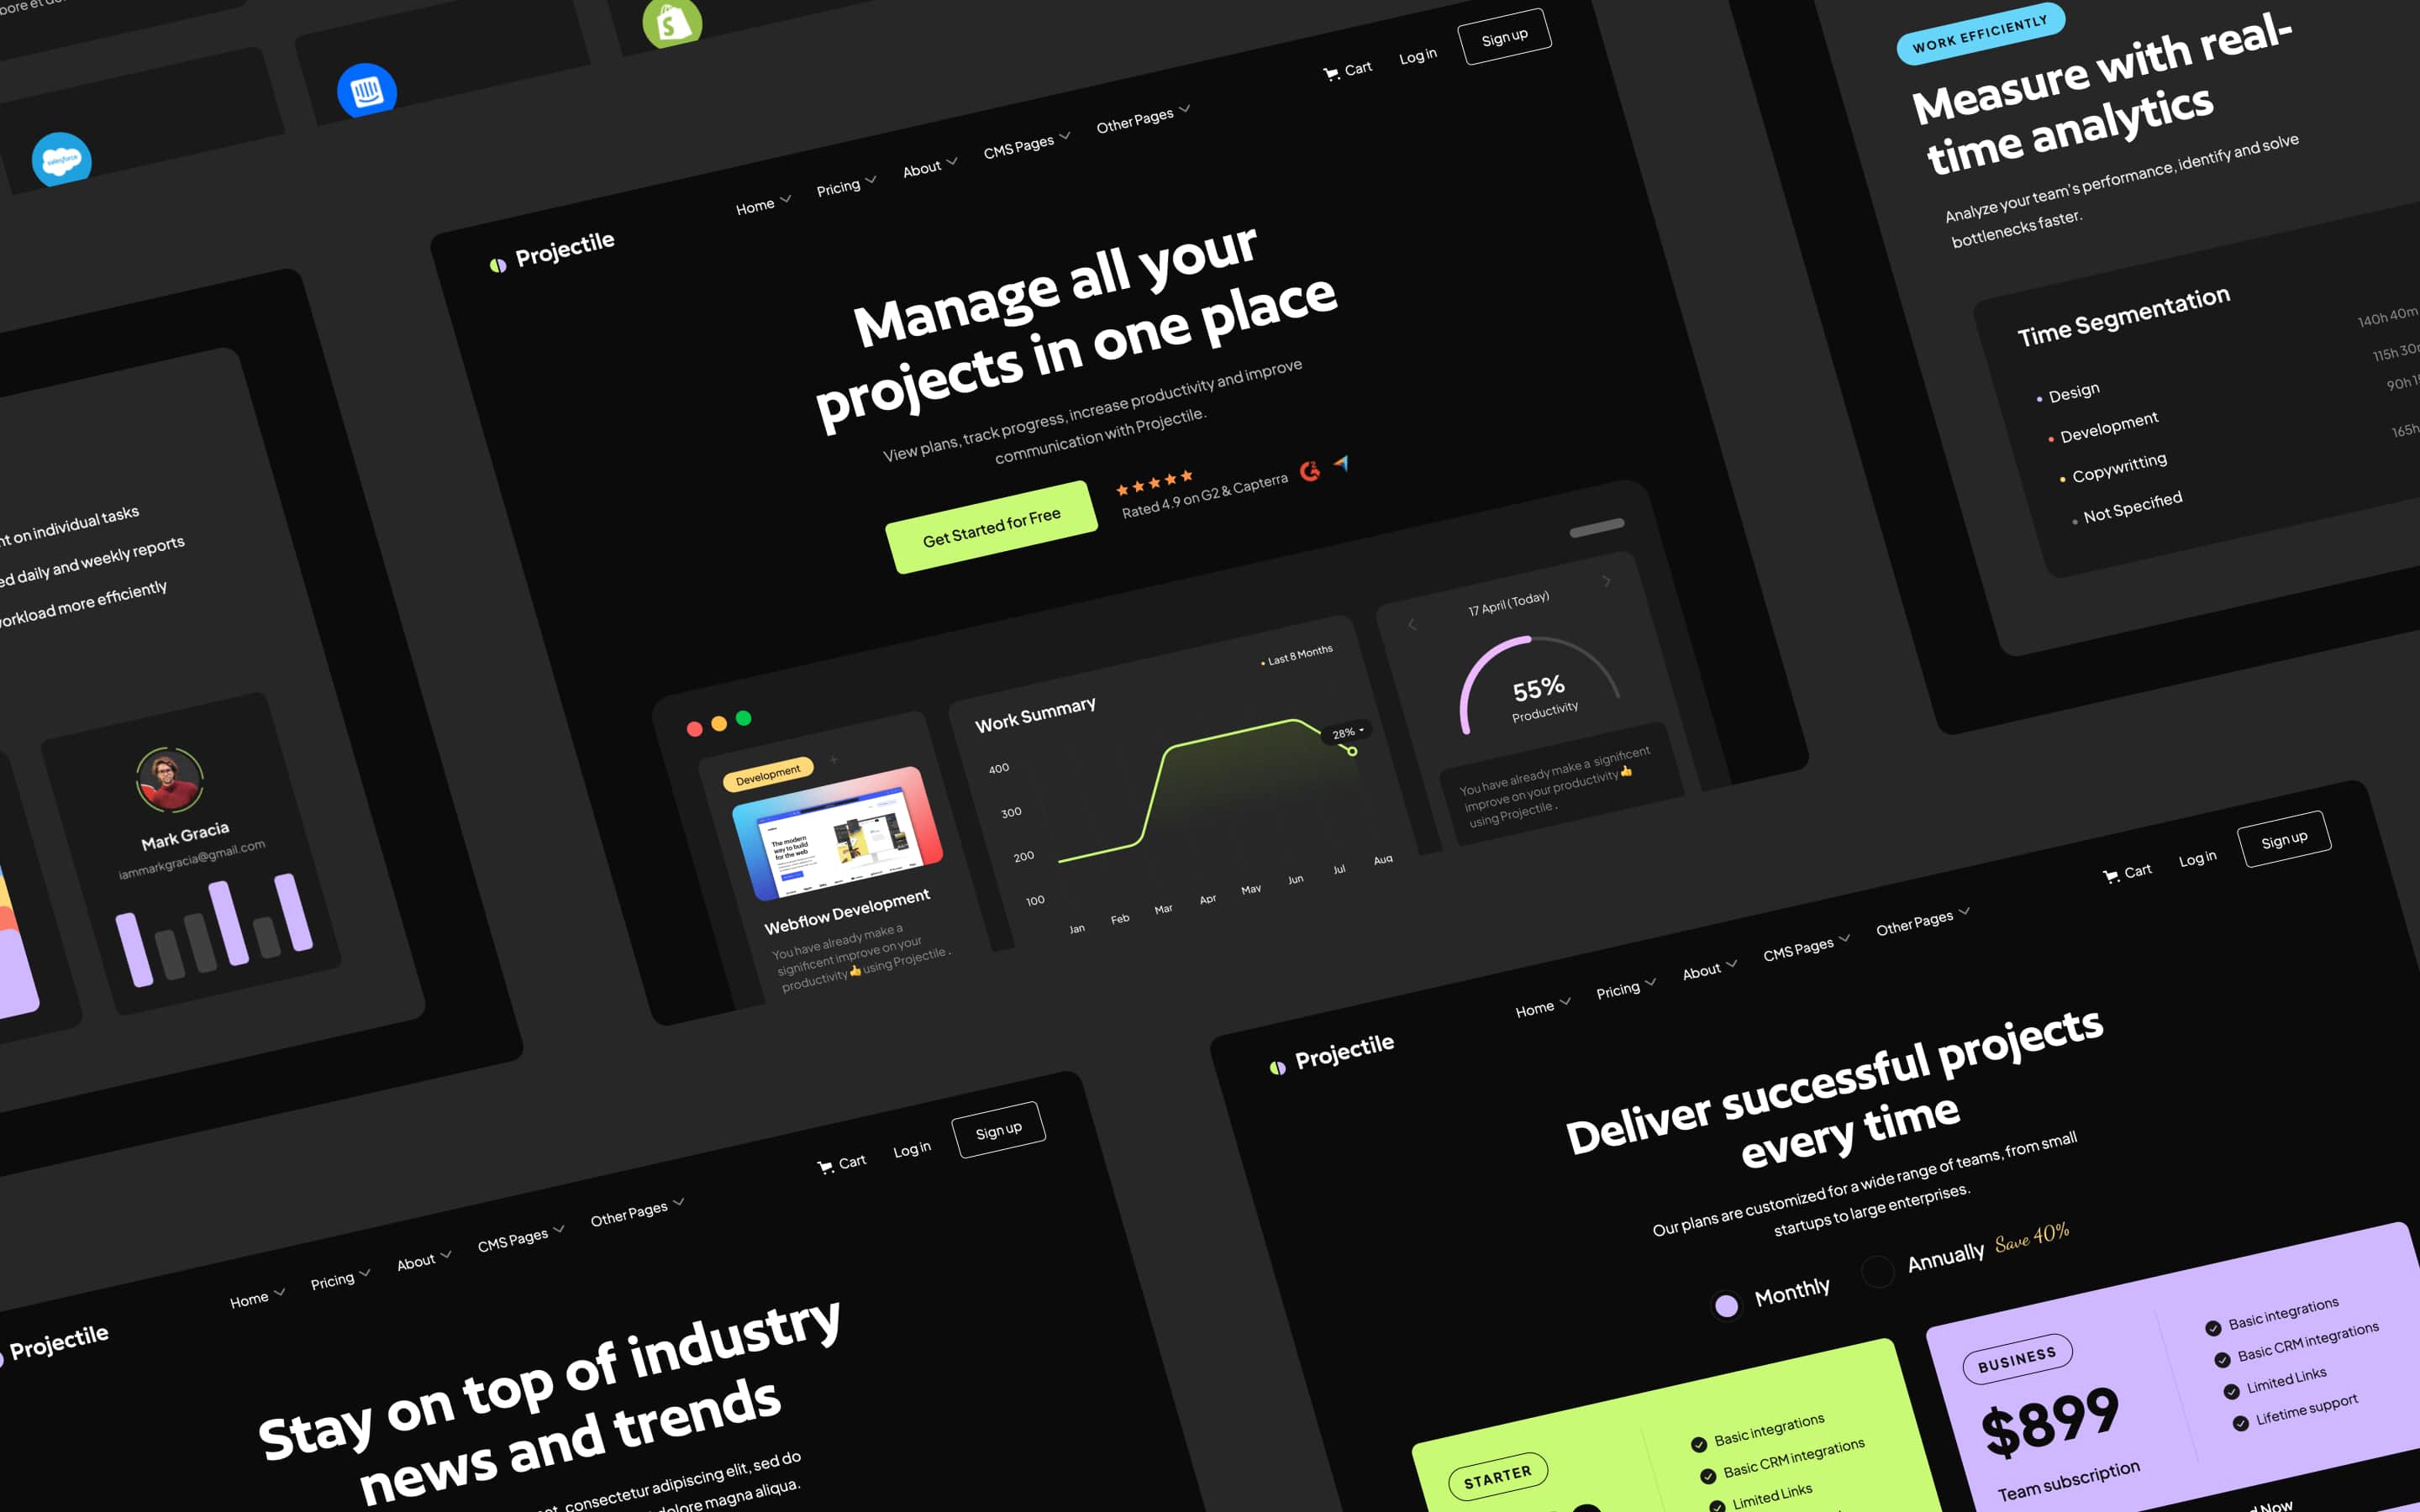 salesforce
nt on individual tasks
ed daily and weekly reports
workload more efficiently
Mark Gracia
iammarkgracia@gmail.com
Projectile
Home
Pricing
About
CMS Pages
Other Pages
Cart
Log in
Sign up
Manage all your
projects in one place
View plans, track progress, increase productivity and improve
communication with Projectile.
Get Started for Free
Rated 4.9 on G2 & Capterra
Development
The modern
way to build
for the web
Webflow Development
You have already make a
significent improve on your
productivity👍 using Projectile .
Work Summary
Last 8 Months
28%
400
300
200
100
Jan
Feb
Mar
Apr
May
Jun
Jul
Aug
17 April ( Today)
55%
Productivity
You have already make a significent
improve on your productivity👍
using Projectile .
WORK EFFICIENTLY
Measure with real-
time analytics
Analyze your team's performance, identify and solve
bottlenecks faster.
Time Segmentation
Design
140h 40m
Development
115h 30m
Copywritting
90h 15
Not Specified
165h
Projectile
Home
Pricing
About
CMS Pages
Other Pages
Cart
Log in
Sign up
Stay on top of industry
news and trends
consectetur adipiscing elit, sed do
dolore magna aliqua.
Projectile
Home
Pricing
About
CMS Pages
Other Pages
Cart
Log in
Sign up
Deliver successful projects
every time
Our plans are customized for a wide range of teams, from small
startups to large enterprises.
Monthly
Annually
Save 40%
STARTER
Basic integrations
Basic CRM integrations
Limited Links
BUSINESS
$899
Team subscription
Basic integrations
Basic CRM integrations
Limited Links
Lifetime support
Now